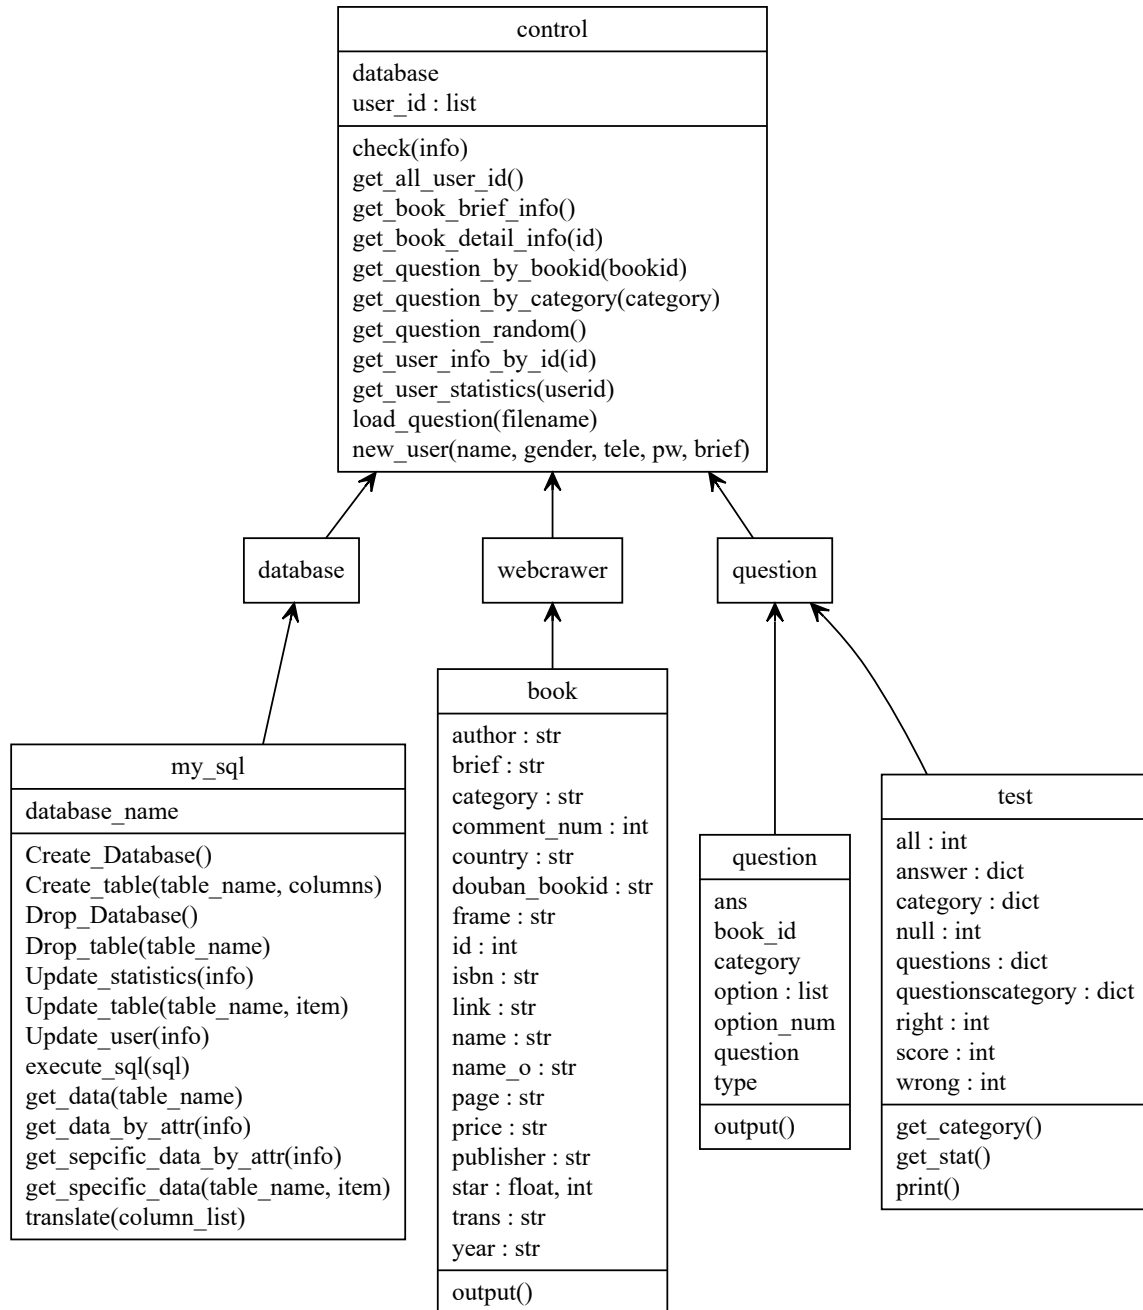 control
database
user_id : list
check(info)
get_all_user_id()
get_book_brief_info()
get_book_detail_info(id)
get_question_by_bookid(bookid)
get_question_by_category(category)
get_question_random()
get_user_info_by_id(id)
get_user_statistics(userid)
load_question(filename)
new_user(name, gender, tele, pw, brief)
database
webcrawer
question
my_sql
database_name
Create_Database()
Create_table(table_name, columns)
Drop_Database()
Drop_table(table_name)
Update_statistics(info)
Update_table(table_name, item)
Update_user(info)
execute_sql(sql)
get_data(table_name)
get_data_by_attr(info)
get_sepcific_data_by_attr(info)
get_specific_data(table_name, item)
translate(column_list)
book
author : str
brief : str
category : str
comment_num : int
country : str
douban_bookid : str
frame : str
id : int
isbn : str
link : str
name : str
name_o : str
page : str
price : str
publisher : str
star : float, int
trans : str
year : str
output()
question
ans
book_id
category
option : list
option_num
question
type
output()
test
all : int
answer : dict
category : dict
null : int
questions : dict
questionscategory : dict
right : int
score : int
wrong : int
get_category()
get_stat()
print()